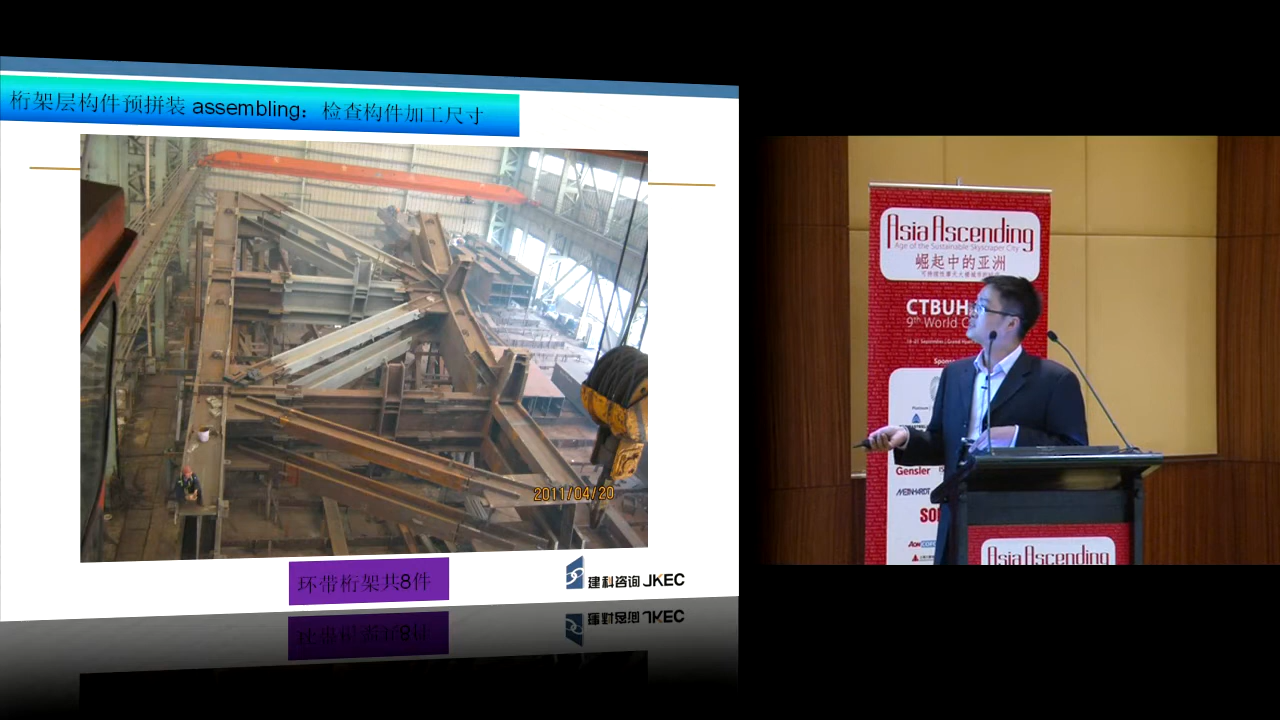 桁架层构件预拼装 assembling：检查构件加工尺寸
2011/04/20
环带桁架共8件
建科咨询 JKEC
Asia Ascending
Age of the Sustainable Skyscraper City
崛起中的亚洲
CTBUH
9th World
Gensler
MEINHARDT
Asia Ascending